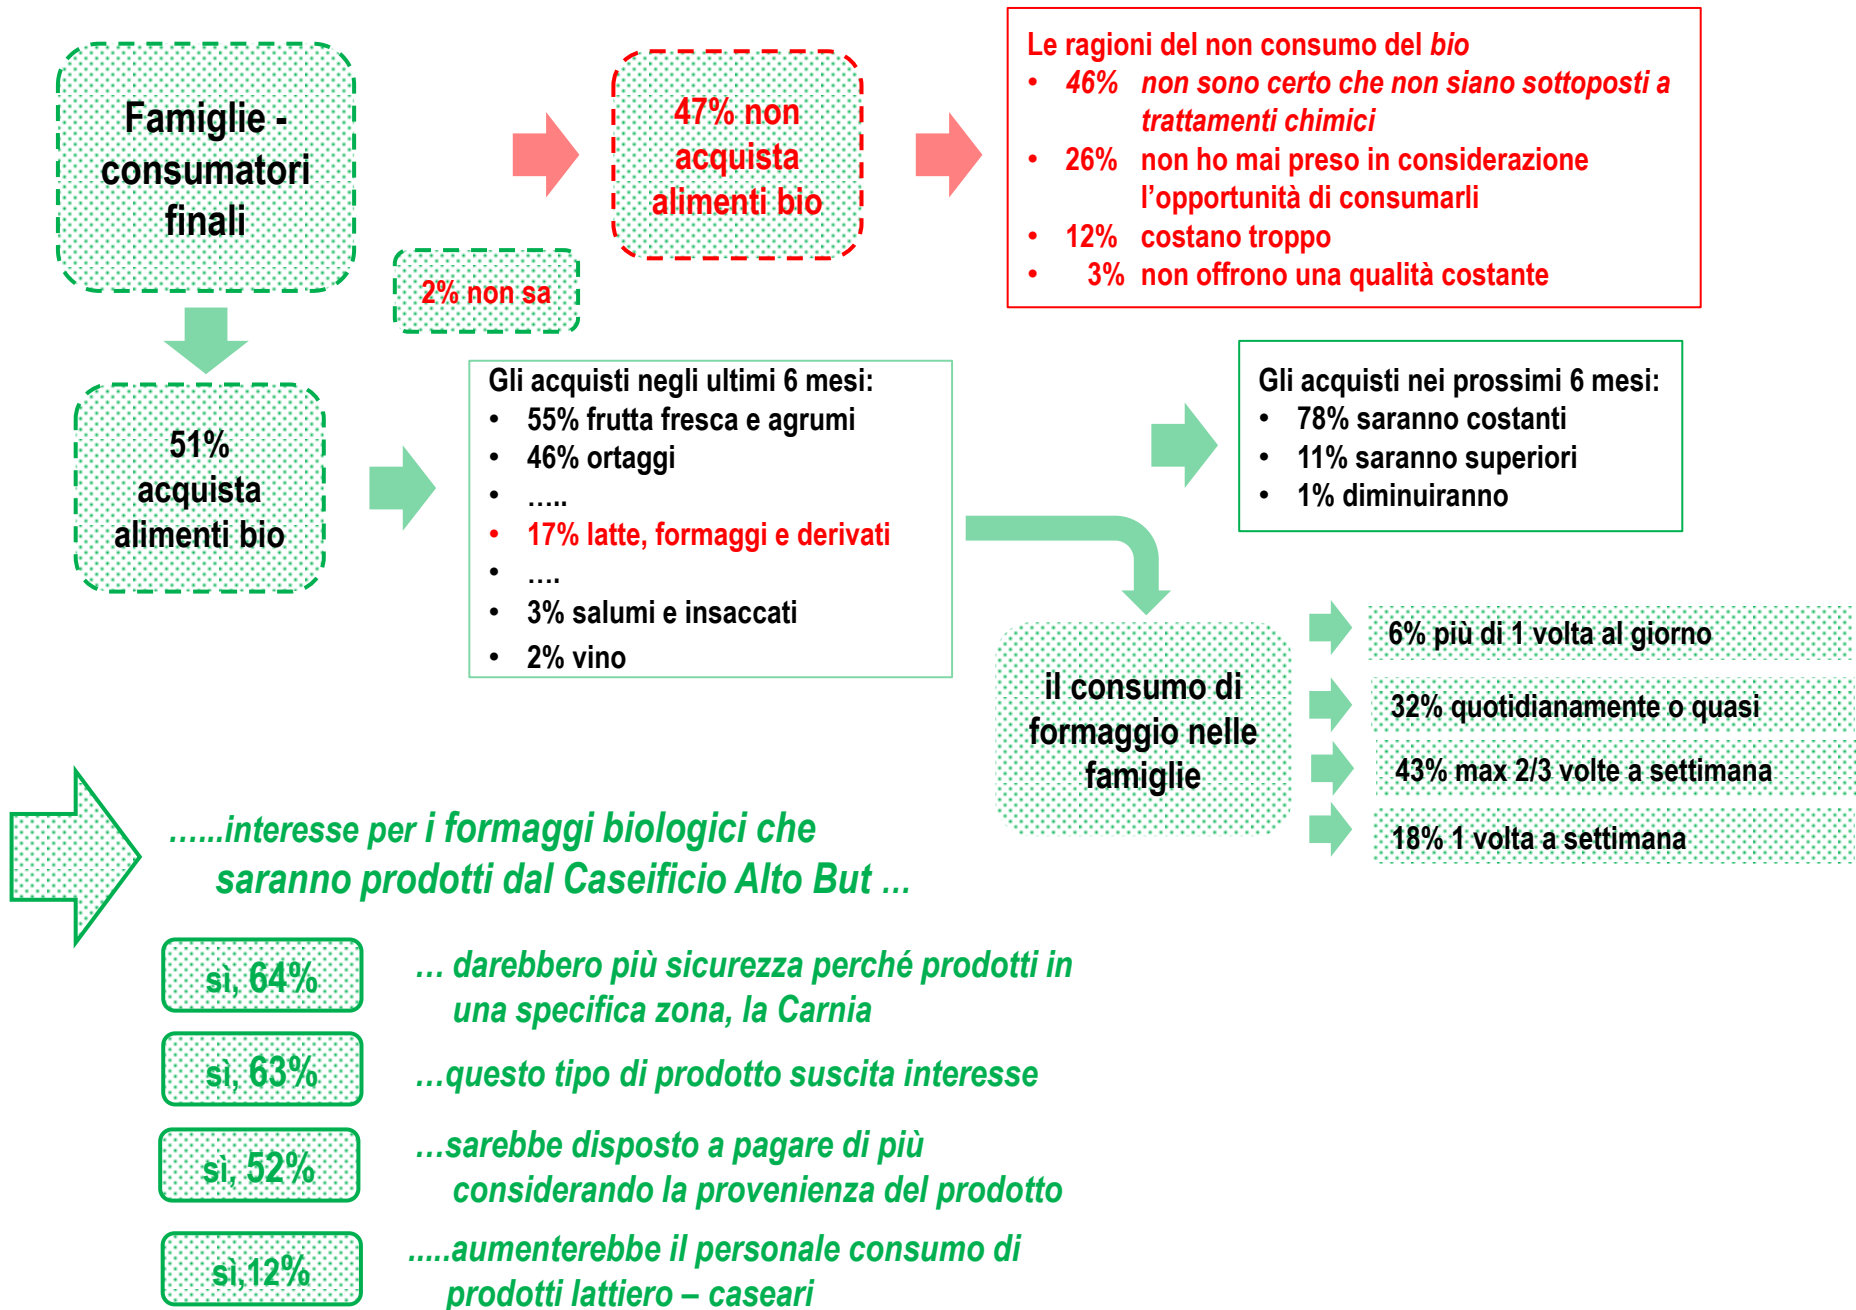 Famiglie -
consumatori
finali
47% non
acquista
alimenti bio
Le ragioni del non consumo del bio
• 46% non sono certo che non siano sottoposti a
trattamenti chimici
• 26% non ho mai preso in considerazione
l’opportunità di consumarli
• 12% costano troppo
• 3% non offrono una qualità costante
2% non sa
51%
acquista
alimenti bio
Gli acquisti negli ultimi 6 mesi:
• 55% frutta fresca e agrumi
• 46% ortaggi
• …..
• 17% latte, formaggi e derivati
• ….
• 3% salumi e insaccati
• 2% vino
Gli acquisti nei prossimi 6 mesi:
• 78% saranno costanti
• 11% saranno superiori
• 1% diminuiranno
il consumo di
formaggio nelle
famiglie
6% più di 1 volta al giorno
32% quotidianamente o quasi
43% max 2/3 volte a settimana
18% 1 volta a settimana
…...interesse per i formaggi biologici che
saranno prodotti dal Caseificio Alto But …
sì, 64%
… darebbero più sicurezza perché prodotti in
una specifica zona, la Carnia
sì, 63%
…questo tipo di prodotto suscita interesse
sì, 52%
…sarebbe disposto a pagare di più
considerando la provenienza del prodotto
sì,12%
.....aumenterebbe il personale consumo di
prodotti lattiero – caseari